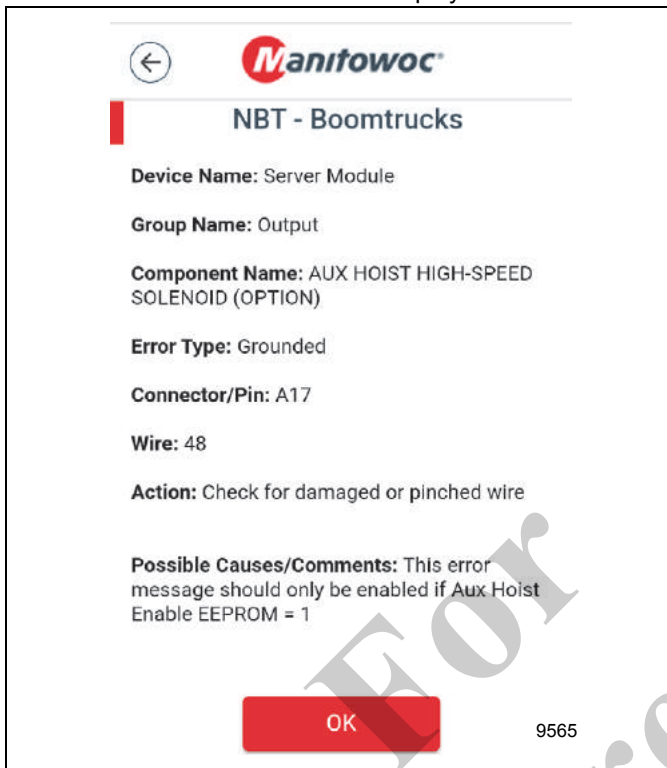 Manitowoc
NBT - Boomtrucks
Device Name: Server Module
Group Name: Output
Component Name: AUX HOIST HIGH-SPEED
SOLENOID (OPTION)
Error Type: Grounded
Connector/Pin: A17
Wire: 48
Action: Check for damaged or pinched wire
Possible Causes/Comments: This error
message should only be enabled if Aux Hoist
Enable EEPROM = 1
OK
9565
For